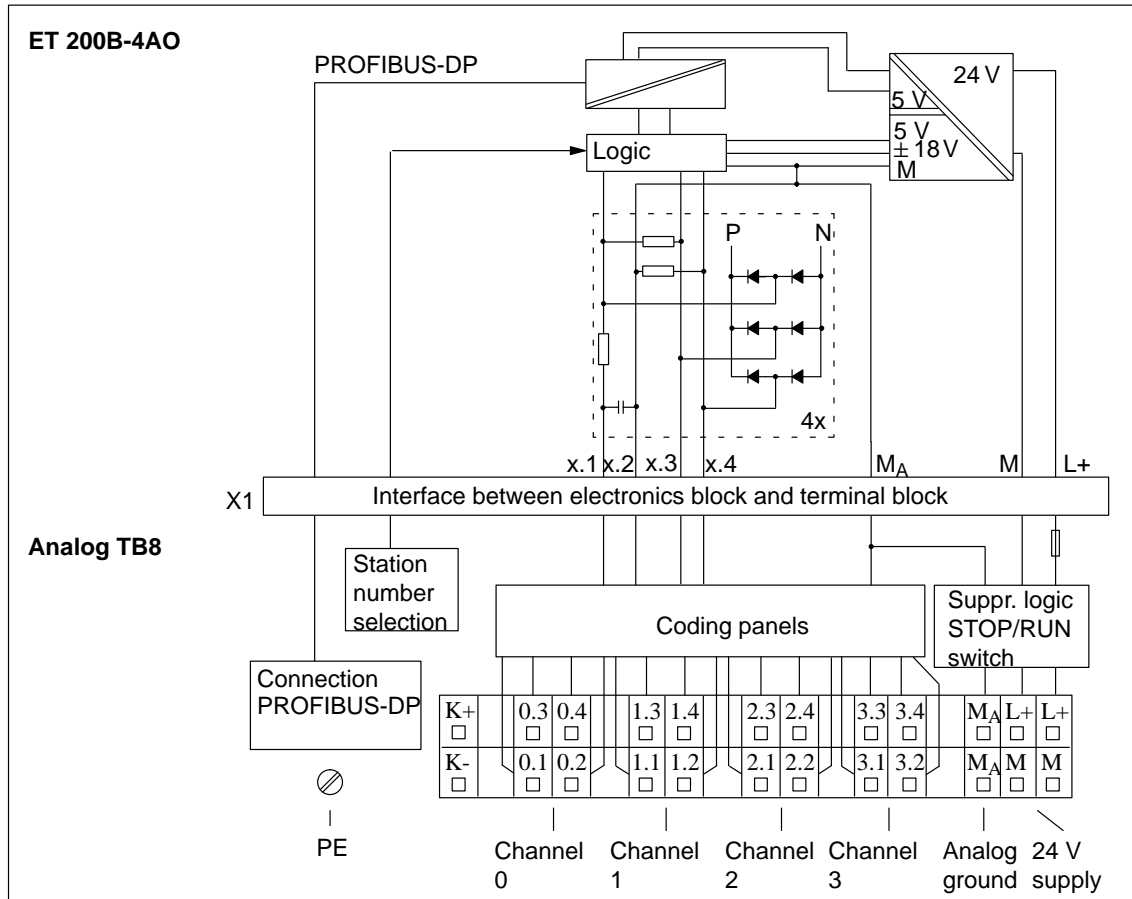 ET 200B-4AO
PROFIBUS-DP
24 V
5 V
5 V
± 18 V
M
Logic
P N
4x
x.1 x.2 x.3 x.4 MA M L+
X1 Interface between electronics block and terminal block
Analog TB8
Station
number
selection
Coding panels
Suppr. logic
STOP/RUN
switch
Connection
PROFIBUS-DP
K+ 0.3 0.4 1.3 1.4 2.3 2.4 3.3 3.4 MA L+ L+
K- 0.1 0.2 1.1 1.2 2.1 2.2 3.1 3.2 MA M M
PE
Channel
0
Channel
1
Channel
2
Channel
3
Analog
ground
24 V
supply